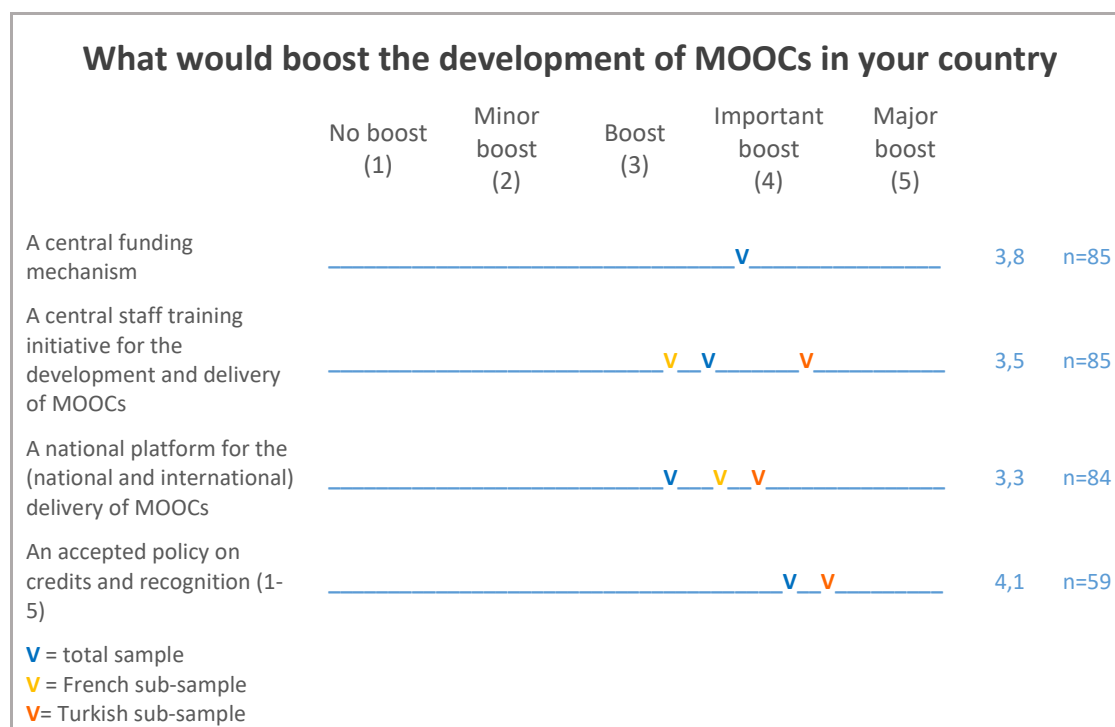 What would boost the development of MOOCs in your country
No boost
(1)
Minor
boost
(2)
Boost
(3)
Important
boost
(4)
Major
boost
(5)
A central funding
mechanism
V
3,8
n=85
A central staff training
initiative for the
development and delivery
of MOOCs
V V V
3,5
n=85
A national platform for the
(national and international)
delivery of MOOCs
V V V
3,3
n=84
An accepted policy on
credits and recognition (1-
5)
V V
4,1
n=59
V = total sample
V = French sub-sample
V= Turkish sub-sample